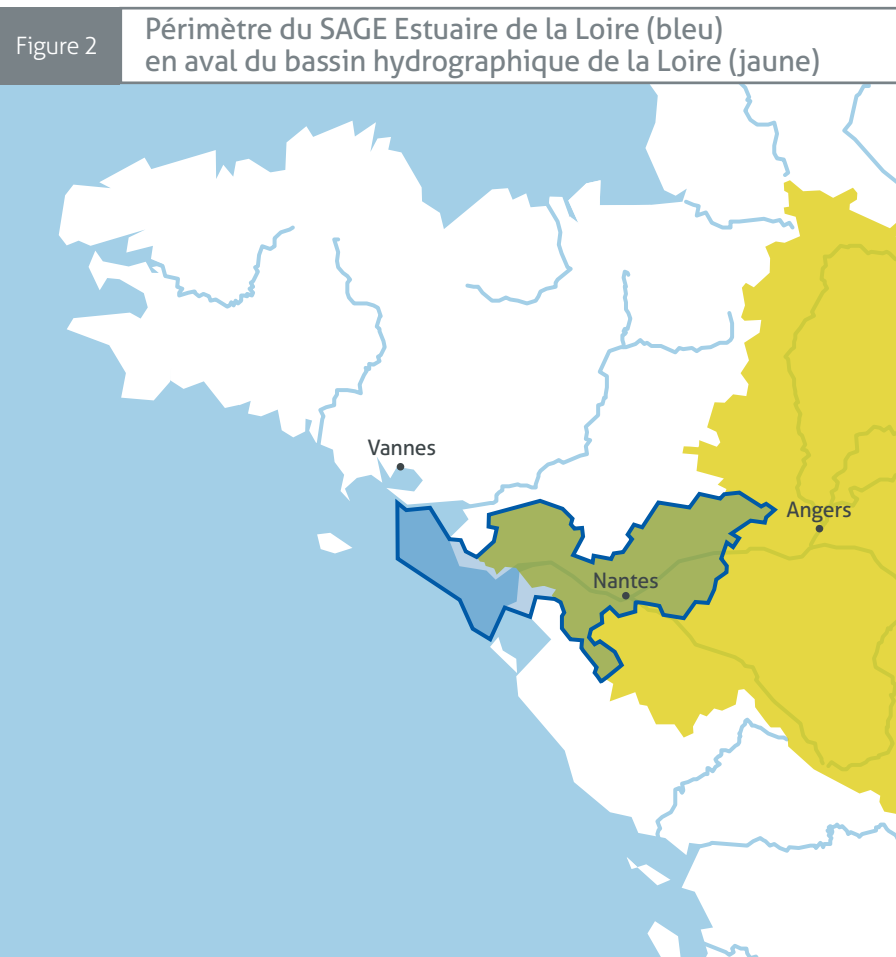 Figure 2
Périmètre du SAGE Estuaire de la Loire (bleu)
en aval du bassin hydrographique de la Loire (jaune)
Vannes
Angers
Nantes